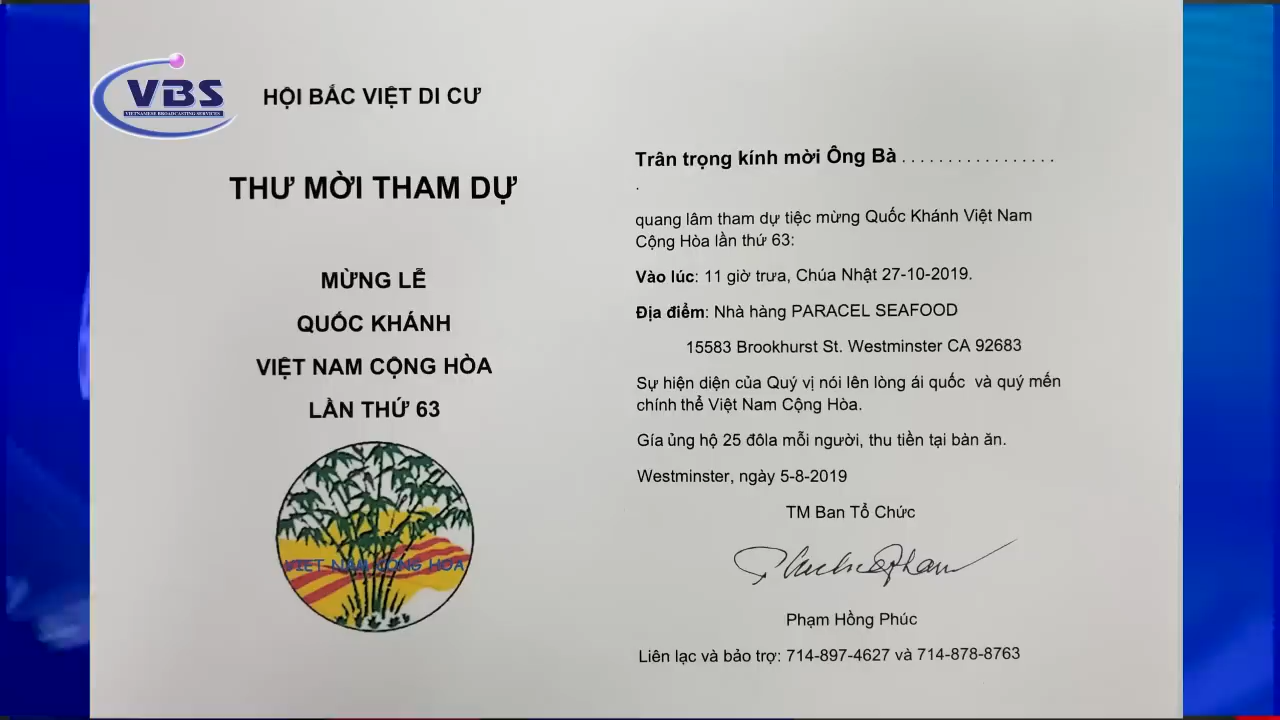 VBS
VIETNAMESE BROADCASTING SERVICES
HỘI BẮC VIỆT DI CƯ
THƯ MỜI THAM DỰ
MỪNG LỄ
QUỐC KHÁNH
VIỆT NAM CỘNG HÒA
LẦN THỨ 63
VIET NAM CONG HOA
Trân trọng kính mời Ông Bà . . . . . . . . . . . . . . . . .
.
quang lâm tham dự tiệc mừng Quốc Khánh Việt Nam
Cộng Hòa lần thứ 63:
Vào lúc: 11 giờ trưa, Chúa Nhật 27-10-2019.
Địa điểm: Nhà hàng PARACEL SEAFOOD
15583 Brookhurst St. Westminster CA 92683
Sự hiện diện của Quý vị nói lên lòng ái quốc và quý mến
chính thể Việt Nam Cộng Hòa.
Gía ủng hộ 25 đôla mỗi người, thu tiền tại bàn ăn.
Westminster, ngày 5-8-2019
TM Ban Tổ Chức
Phạm Hồng Phúc
Liên lạc và bảo trợ: 714-897-4627 và 714-878-8763